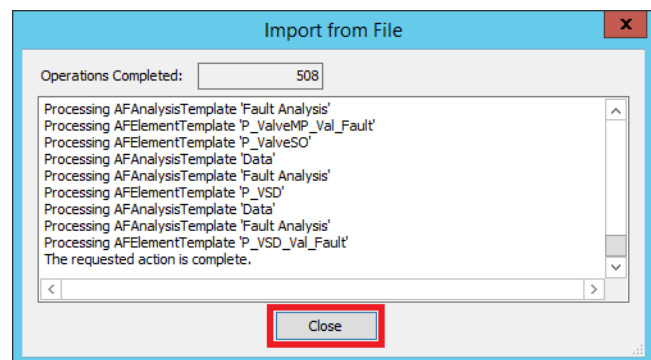 Import from File
x
Operations Completed: 508
Processing AFAnalysisTemplate 'Fault Analysis'
Processing AFElementTemplate 'P_ValveMP_Val_Fault'
Processing AFElementTemplate 'P_ValveSO'
Processing AFAnalysisTemplate 'Data'
Processing AFAnalysisTemplate 'Fault Analysis'
Processing AFElementTemplate 'P_VSD'
Processing AFAnalysisTemplate 'Data'
Processing AFAnalysisTemplate 'Fault Analysis'
Processing AFElementTemplate 'P_VSD_Val_Fault'
The requested action is complete.
Close